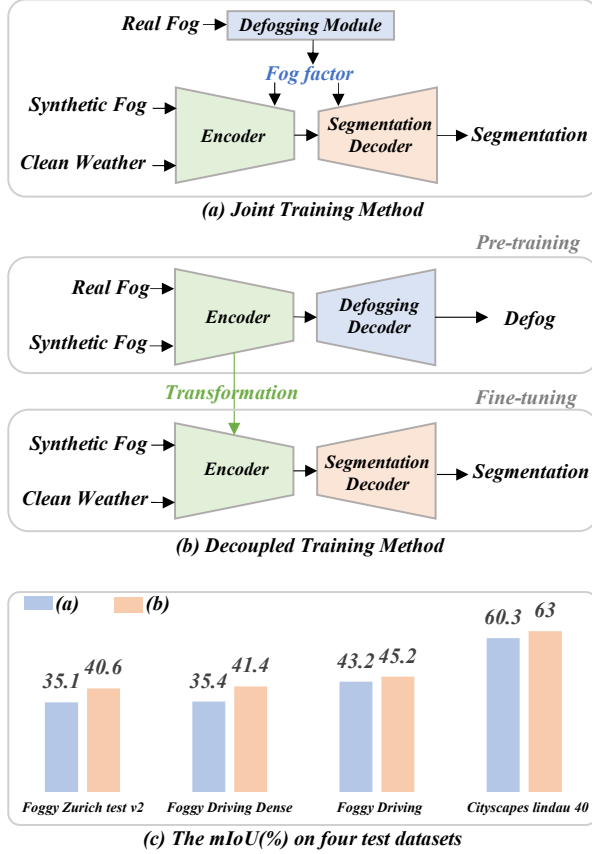 Real Fog
Defogging Module
Fog factor
Synthetic Fog
Clean Weather
Encoder
Segmentation
Decoder
Segmentation
(a) Joint Training Method
Pre-training
Real Fog
Synthetic Fog
Encoder
Defogging
Decoder
Defog
Transformation
Fine-tuning
Synthetic Fog
Clean Weather
Encoder
Segmentation
Decoder
Segmentation
(b) Decoupled Training Method
(a) (b)
35.1 40.6 35.4 41.4 43.2 45.2 60.3 63
Foggy Zurich test v2 Foggy Driving Dense Foggy Driving Cityscapes lindau 40
(c) The mIoU(%) on four test datasets